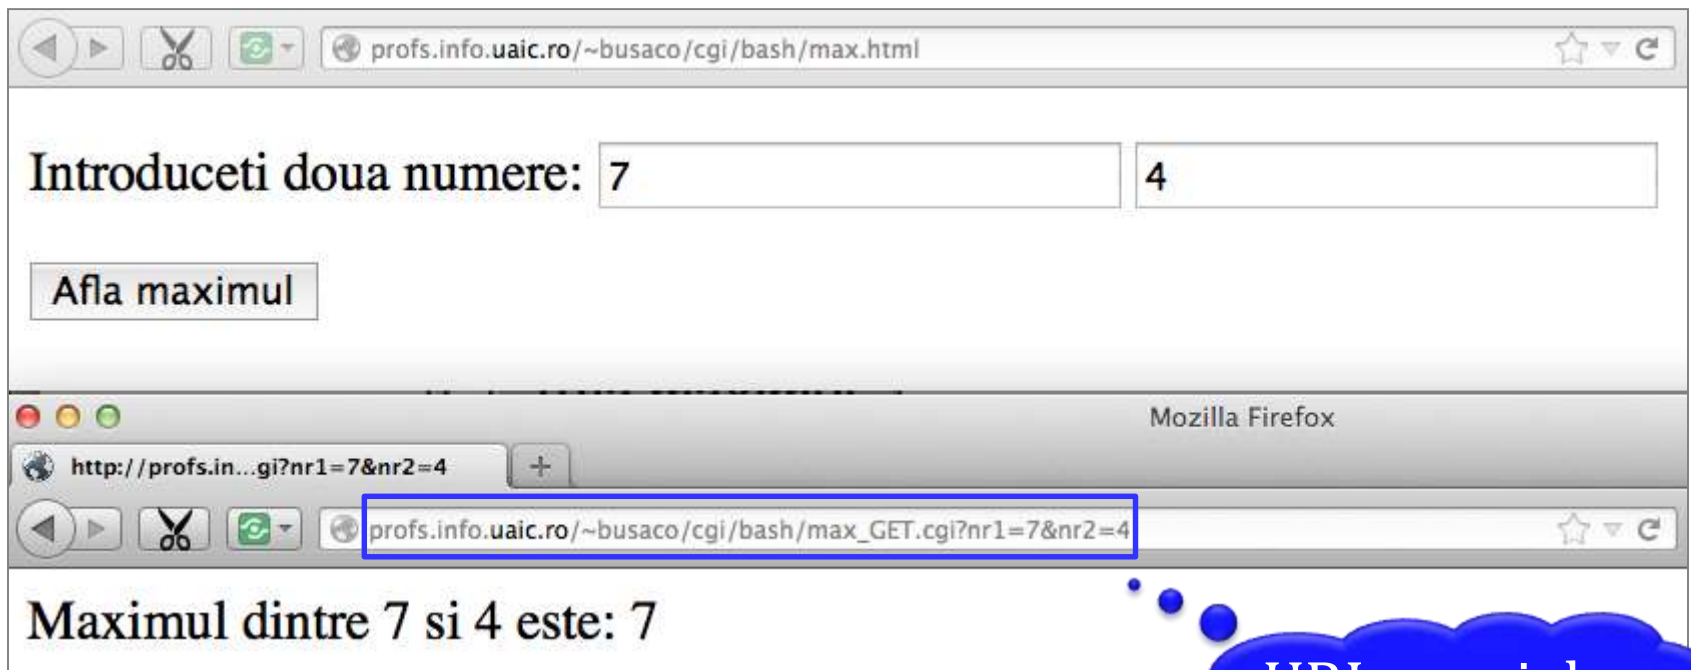 profs.info.uaic.ro/~busaco/cgi/bash/max.html
Introduceti doua numere: 7 4
Afla maximul
Mozilla Firefox
http://profs.in...gi?nr1=7&nr2=4
profs.info.uaic.ro/~busaco/cgi/bash/max_GET.cgi?nr1=7&nr2=4
Maximul dintre 7 si 4 este: 7